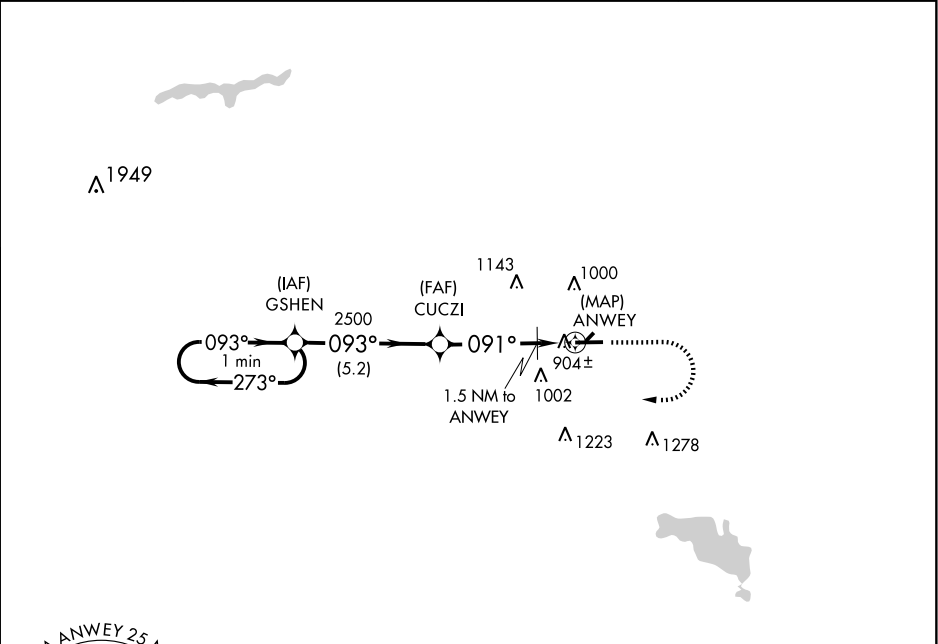 1949
1143
1000
(IAF)
GSHEN
(FAF)
CUCZI
(MAP)
ANWEY
2500
093°
1 min
273°
093°
(5.2)
091°
904±
1.5 NM to
ANWEY
1002
1223
1278
ANWEY 25